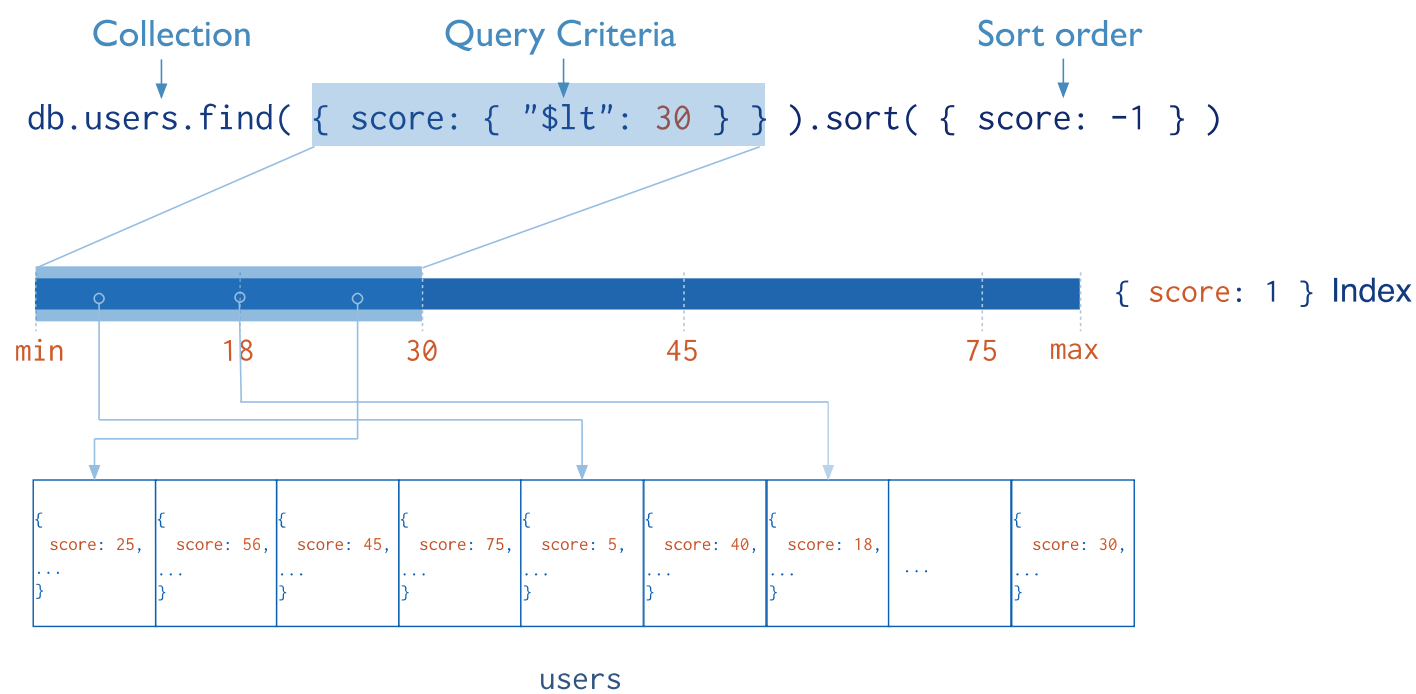 Collection Query Criteria Sort order
db.users.find( { score: { "$lt": 30 } } ).sort( { score: -1 } )
{ score: 1 } Index
min 18 30 45 75 max
{
score: 25,
...
}
{
score: 56,
...
}
{
score: 45,
...
}
{
score: 75,
...
}
{
score: 5,
...
}
{
score: 40,
...
}
{
score: 18,
...
}
...
{
score: 30,
...
}
users